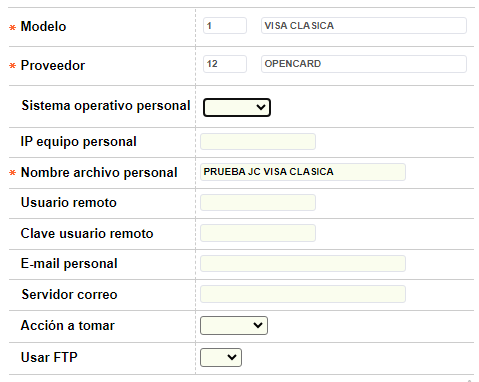 * Modelo 1 VISA CLASICA
* Proveedor 12 OPENCARD
Sistema operativo personal
IP equipo personal
* Nombre archivo personal PRUEBA JC VISA CLASICA
Usuario remoto
Clave usuario remoto
E-mail personal
Servidor correo
Acción a tomar
Usar FTP